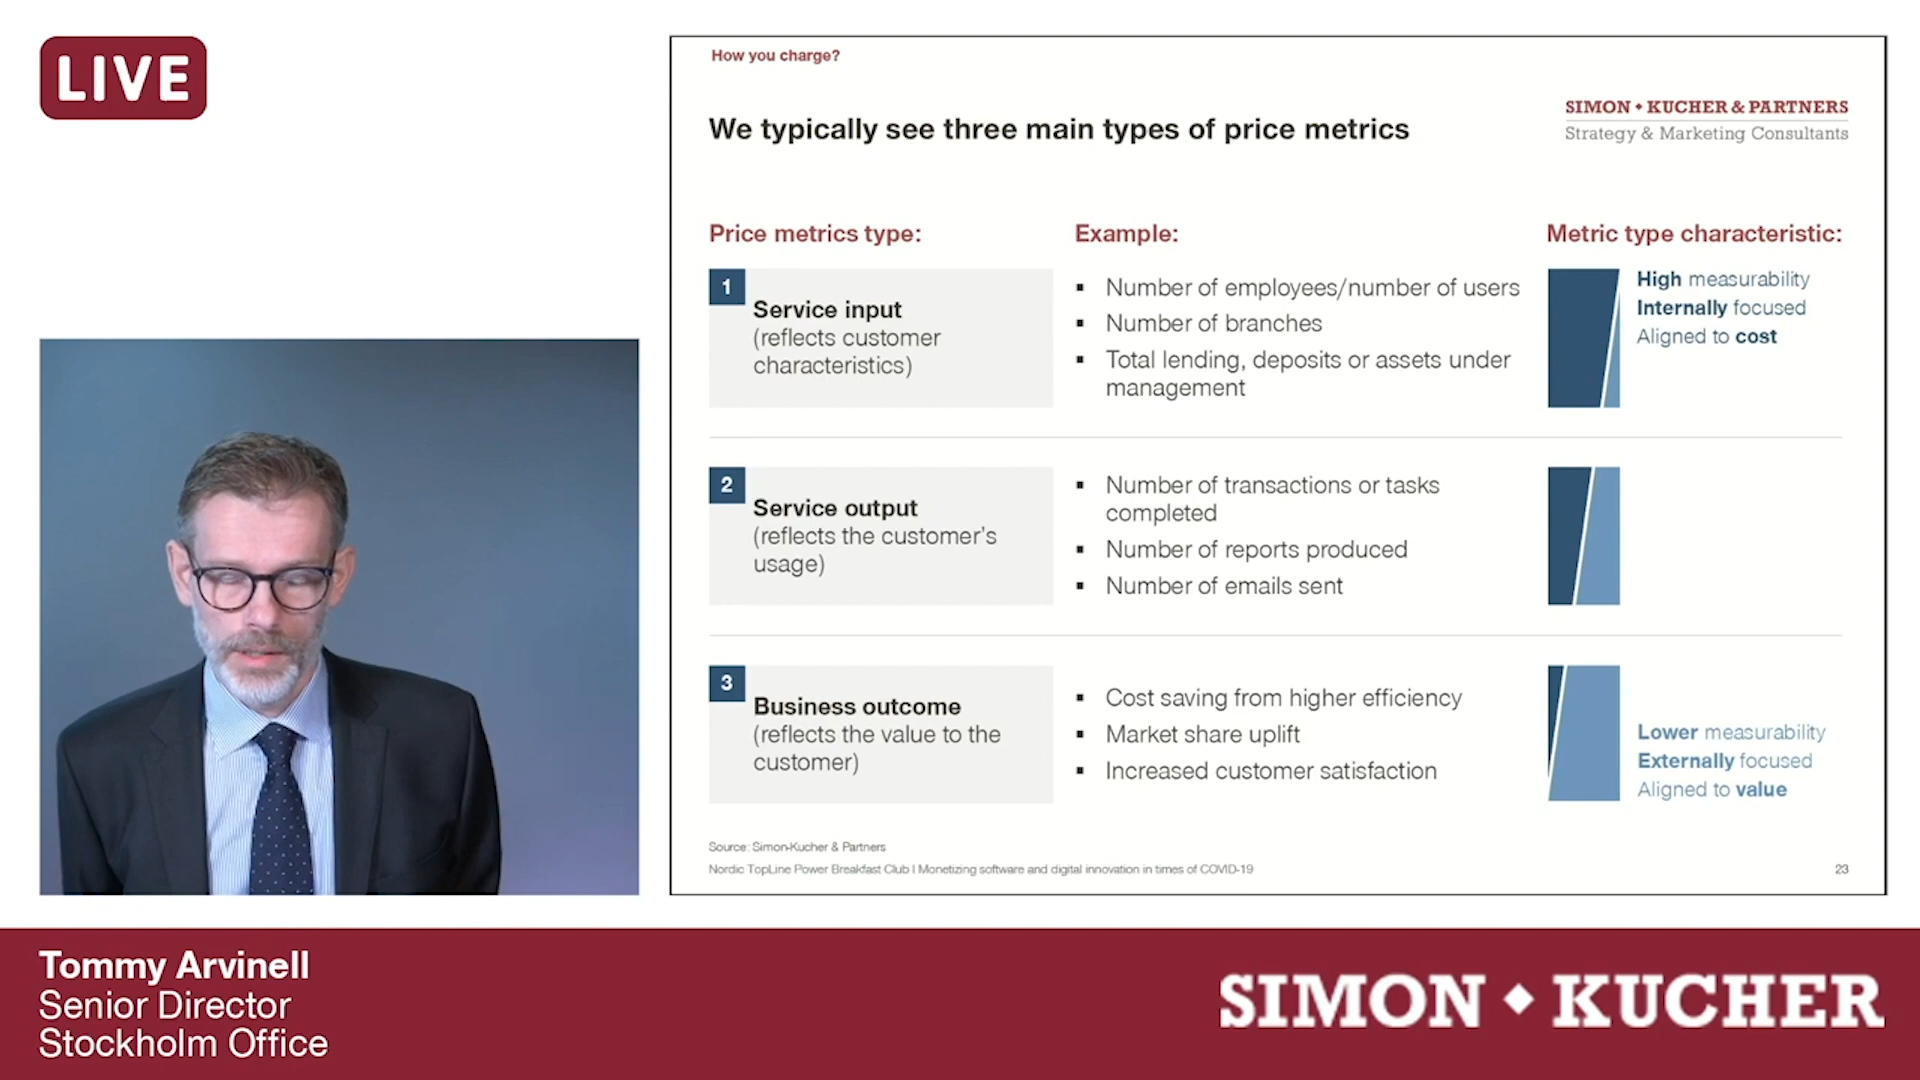 LIVE
How you charge?
We typically see three main types of price metrics
SIMON ◆ KUCHER & PARTNERS
Strategy & Marketing Consultants
Price metrics type:
Example:
Metric type characteristic:
1
Service input
(reflects customer
characteristics)
▪ Number of employees/number of users
▪ Number of branches
▪ Total lending, deposits or assets under
management
High measurability
Internally focused
Aligned to cost
2
Service output
(reflects the customer's
usage)
▪ Number of transactions or tasks
completed
▪ Number of reports produced
▪ Number of emails sent
3
Business outcome
(reflects the value to the
customer)
▪ Cost saving from higher efficiency
▪ Market share uplift
▪ Increased customer satisfaction
Lower measurability
Externally focused
Aligned to value
Source: Simon-Kucher & Partners
Nordic TopLine Power Breakfast Club I Monetizing software and digital innovation in times of COVID-19
23
Tommy Arvinell
Senior Director
Stockholm Office
SIMON ◆ KUCHER